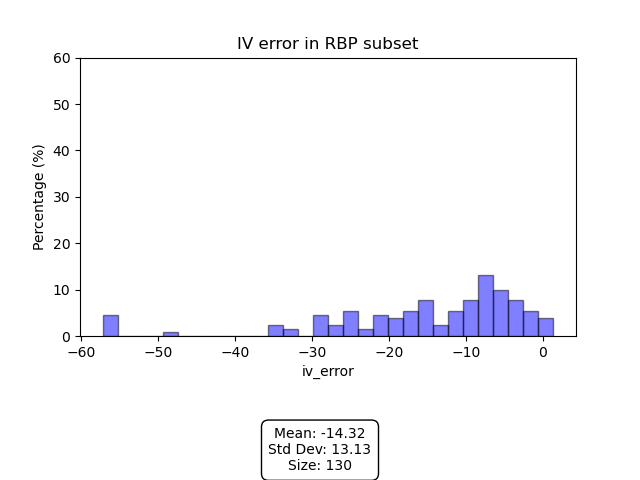 IV error in RBP subset
60
50
40
30
20
10
0
Percentage (%)
−60 −50 −40 −30 −20 −10 0
iv_error
Mean: -14.32
Std Dev: 13.13
Size: 130